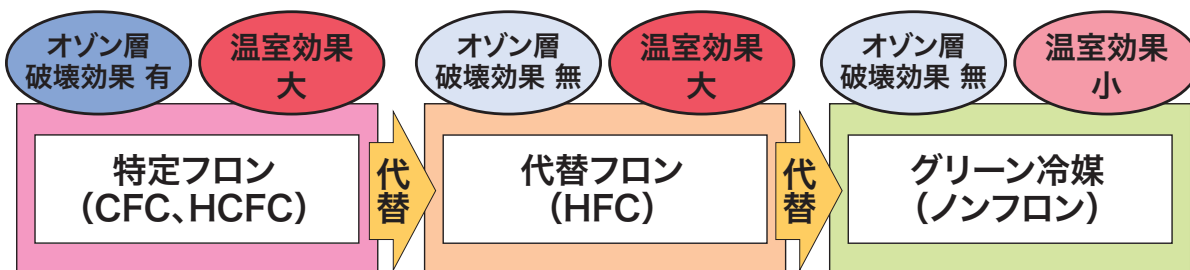 オゾン層
破壊効果 有
温室効果
大
特定フロン
(CFC、HCFC)
代替
オゾン層
破壊効果 無
温室効果
大
代替フロン
(HFC)
代替
オゾン層
破壊効果 無
温室効果
小
グリーン冷媒
(ノンフロン)